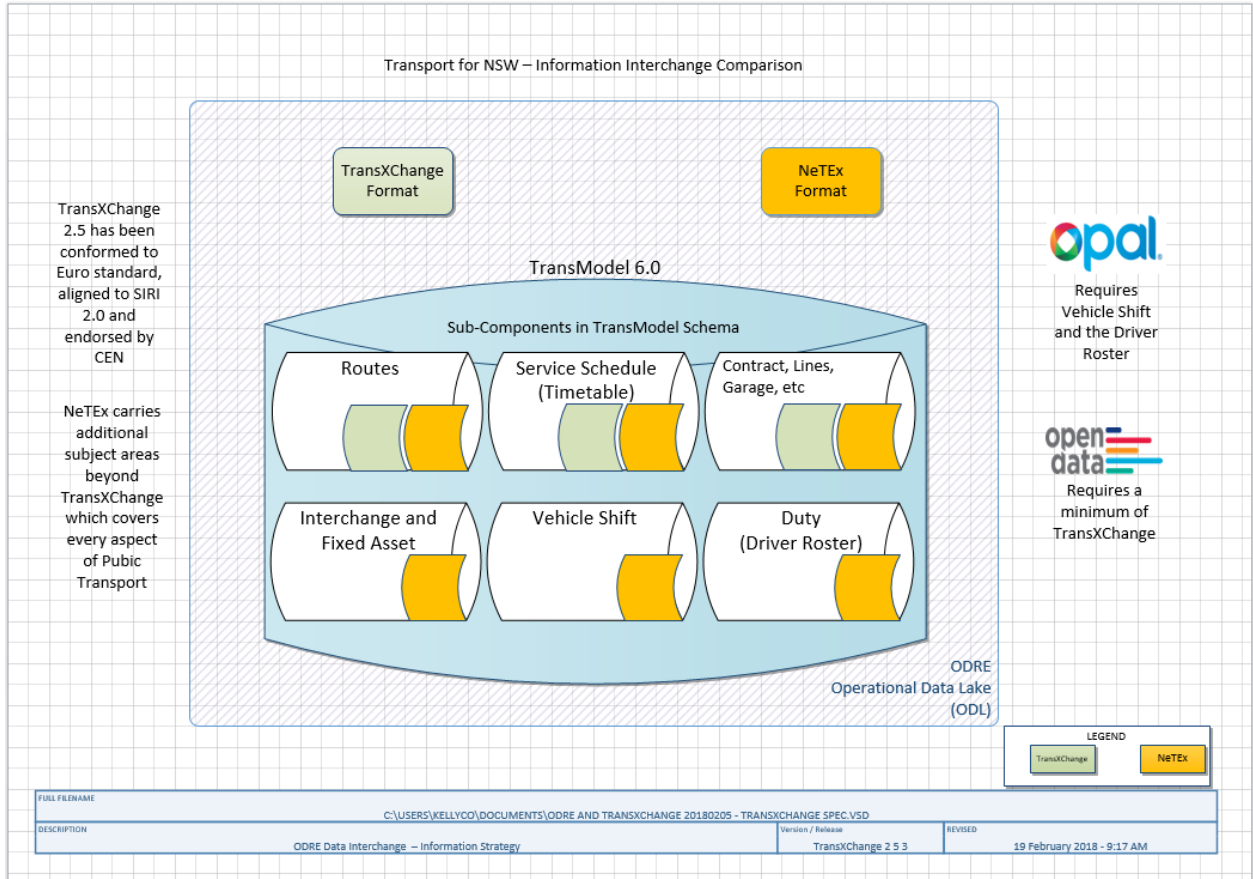 Transport for NSW – Information Interchange Comparison
TransXChange
Format
NeTEx
Format
TransXChange
2.5 has been
conformed to
Euro standard,
aligned to SIRI
2.0 and
endorsed by
CEN
NeTEx carries
additional
subject areas
beyond
TransXChange
which covers
every aspect
of Pubic
Transport
TransModel 6.0
Sub-Components in TransModel Schema
Routes
Service Schedule
(Timetable)
Contract, Lines,
Garage, etc
Interchange and
Fixed Asset
Vehicle Shift
Duty
(Driver Roster)
ODRE
Operational Data Lake
(ODL)
opal.
Requires
Vehicle Shift
and the Driver
Roster
open
data
Requires a
minimum of
TransXChange
LEGEND
TransXChange
NeTEx
FULL FILENAME
C:\USERS\KELLYCO\DOCUMENTS\ODRE AND TRANSXCHANGE 20180205 - TRANSXCHANGE SPEC.VSD
DESCRIPTION
ODRE Data Interchange – Information Strategy
Version / Release
TransXChange 2 5 3
REVISED
19 February 2018 - 9:17 AM